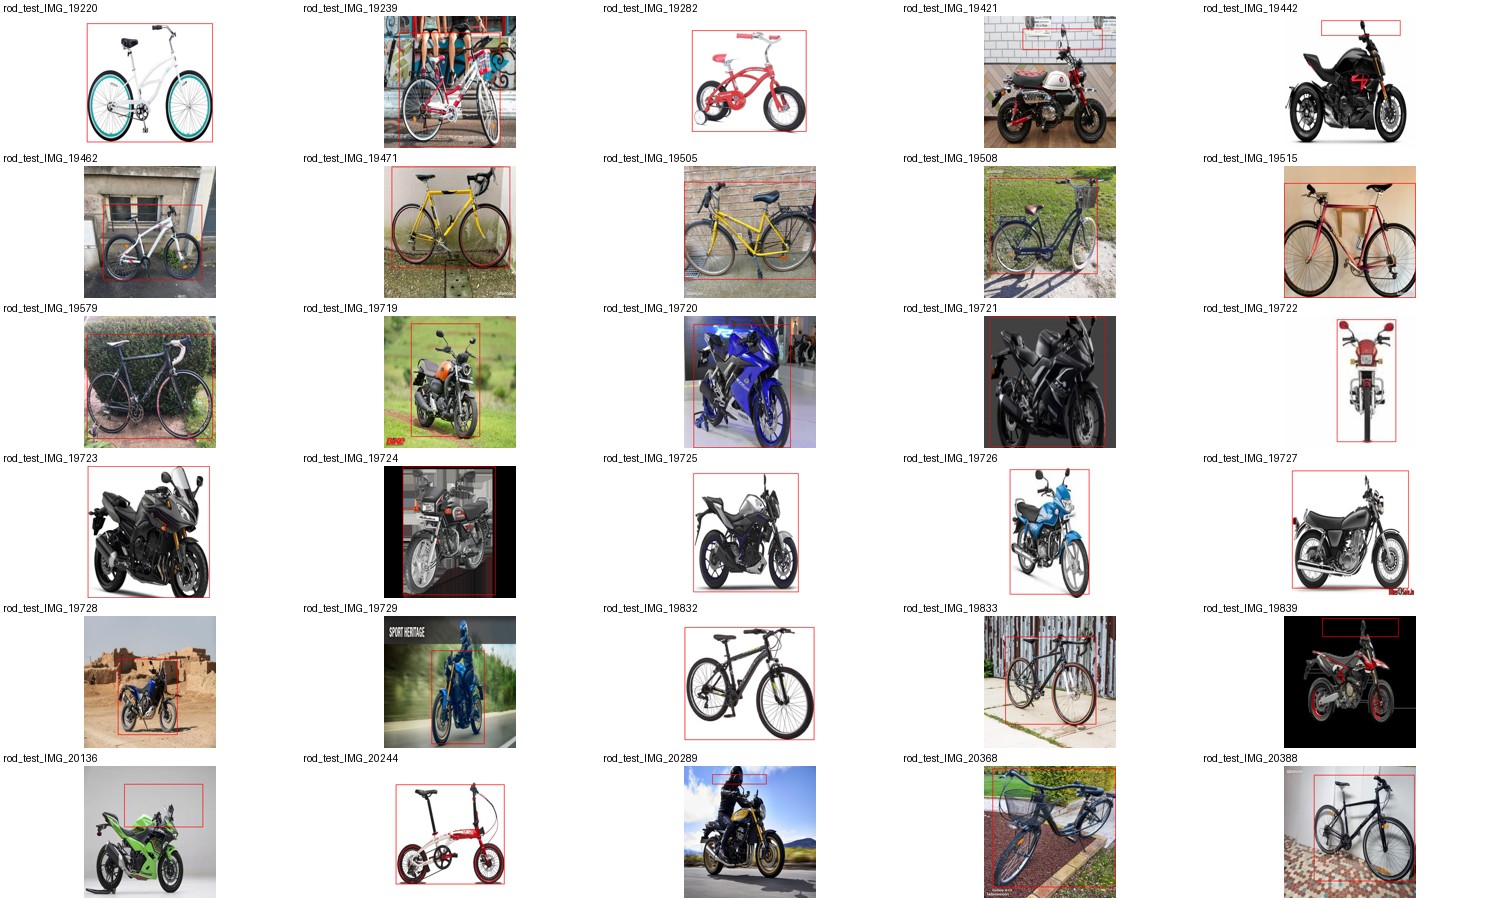 rod_test_IMG_19220
rod_test_IMG_19239
rod_test_IMG_19282
rod_test_IMG_19421
rod_test_IMG_19442
rod_test_IMG_19462
rod_test_IMG_19471
rod_test_IMG_19505
rod_test_IMG_19508
rod_test_IMG_19515
rod_test_IMG_19579
rod_test_IMG_19719
rod_test_IMG_19720
rod_test_IMG_19721
rod_test_IMG_19722
rod_test_IMG_19723
rod_test_IMG_19724
rod_test_IMG_19725
rod_test_IMG_19726
rod_test_IMG_19727
rod_test_IMG_19728
rod_test_IMG_19729
rod_test_IMG_19832
rod_test_IMG_19833
rod_test_IMG_19839
SPORT HERITAGE
rod_test_IMG_20136
rod_test_IMG_20244
rod_test_IMG_20289
rod_test_IMG_20368
rod_test_IMG_20388